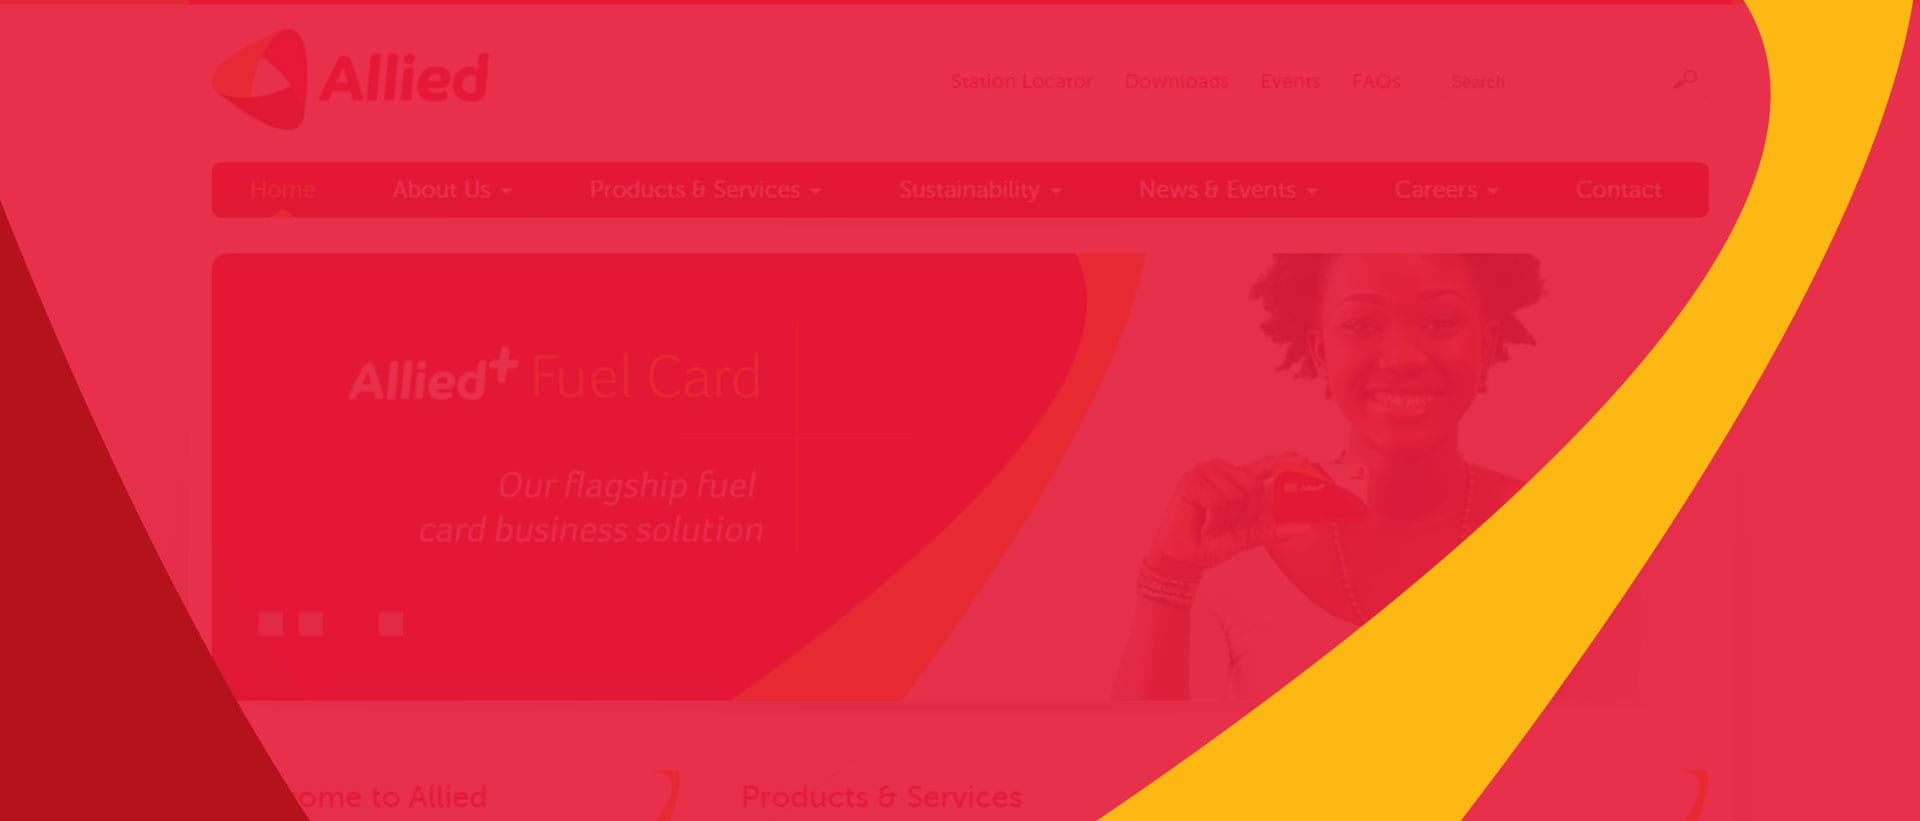 Allied
Station Locator Downloads Events FAQs Search
Home About Us Products & Services Sustainability News & Events Careers Contact
Allied+ Fuel Card
Our flagship fuel
card business solution
ome to Allied
Products & Services